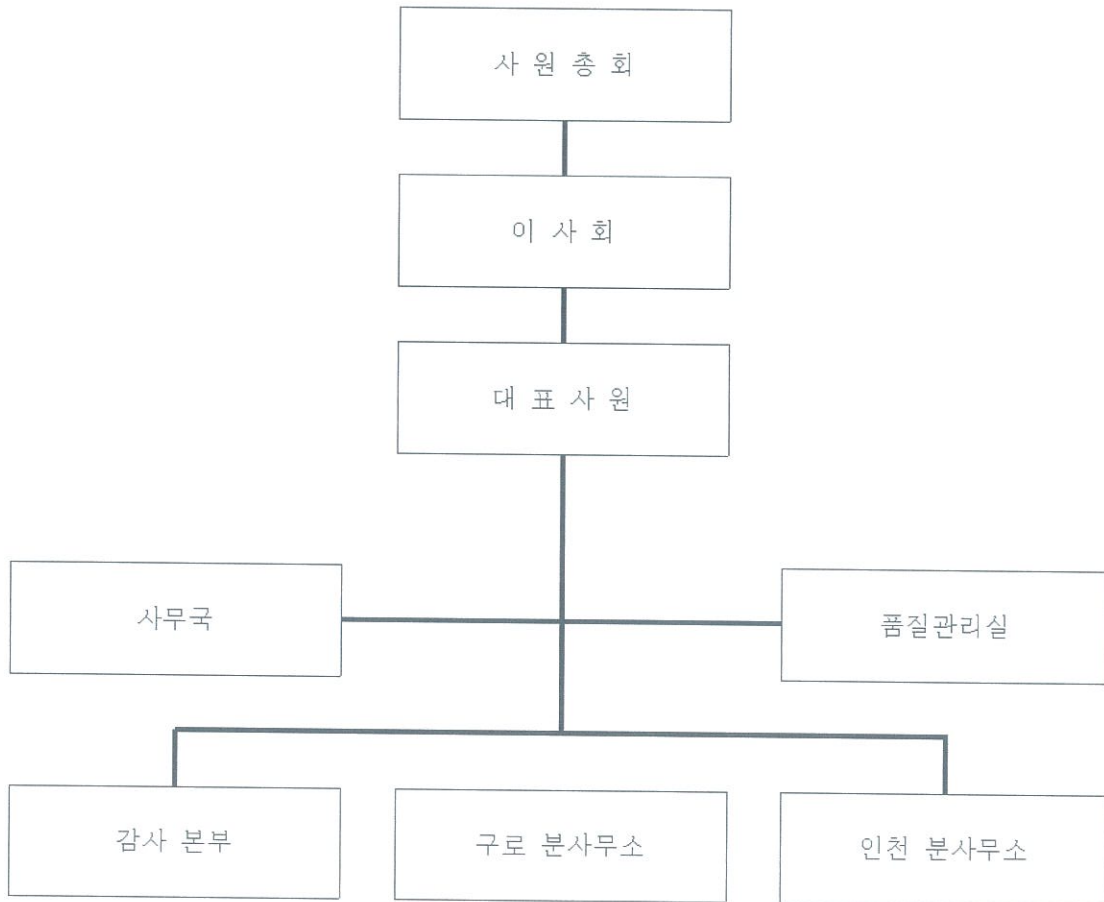 사 원 총 회
이 사 회
대 표 사 원
사무국
품질관리실
감사 본부
구로 분사무소
인천 분사무소